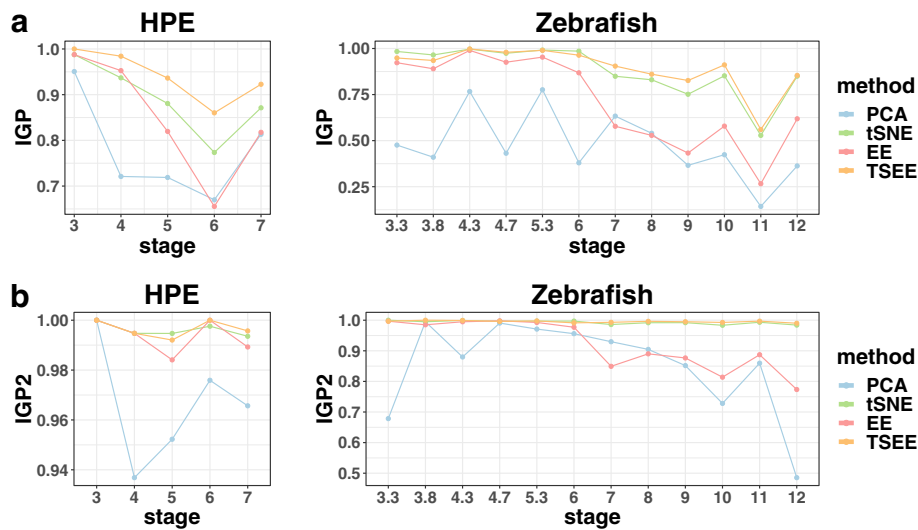 a
HPE
Zebrafish
IGP
1.0
0.9
0.8
0.7
3 4 5 6 7
stage
IGP
1.00
0.75
0.50
0.25
3.3 3.8 4.3 4.7 5.3 6 7 8 9 10 11 12
stage
method
PCA
tSNE
EE
TSEE
b
HPE
Zebrafish
IGP2
1.00
0.98
0.96
0.94
3 4 5 6 7
stage
IGP2
1.0
0.9
0.8
0.7
0.6
0.5
3.3 3.8 4.3 4.7 5.3 6 7 8 9 10 11 12
stage
method
PCA
tSNE
EE
TSEE